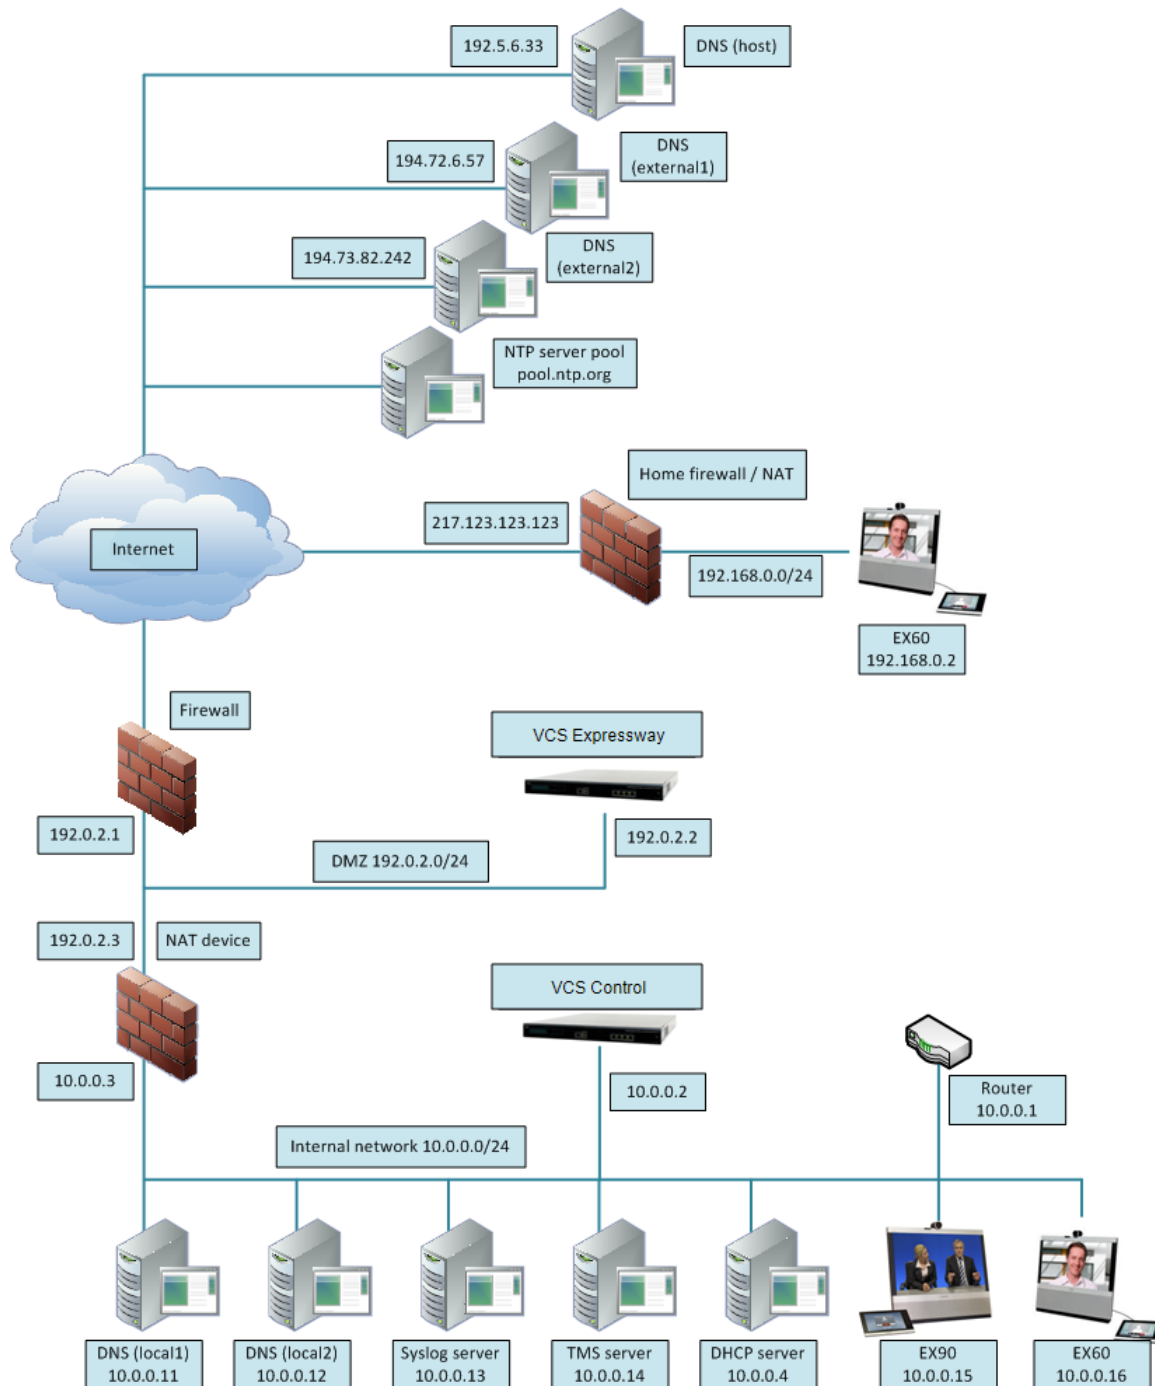 192.5.6.33
DNS (host)
194.72.6.57
DNS
(external1)
194.73.82.242
DNS
(external2)
NTP server pool
pool.ntp.org
Home firewall / NAT
217.123.123.123
Internet
192.168.0.0/24
EX60
192.168.0.2
Firewall
VCS Expressway
192.0.2.1
192.0.2.2
DMZ 192.0.2.0/24
192.0.2.3
NAT device
VCS Control
10.0.0.3
10.0.0.2
Router
10.0.0.1
Internal network 10.0.0.0/24
DNS (local1)
10.0.0.11
DNS (local2)
10.0.0.12
Syslog server
10.0.0.13
TMS server
10.0.0.14
DHCP server
10.0.0.4
EX90
10.0.0.15
EX60
10.0.0.16